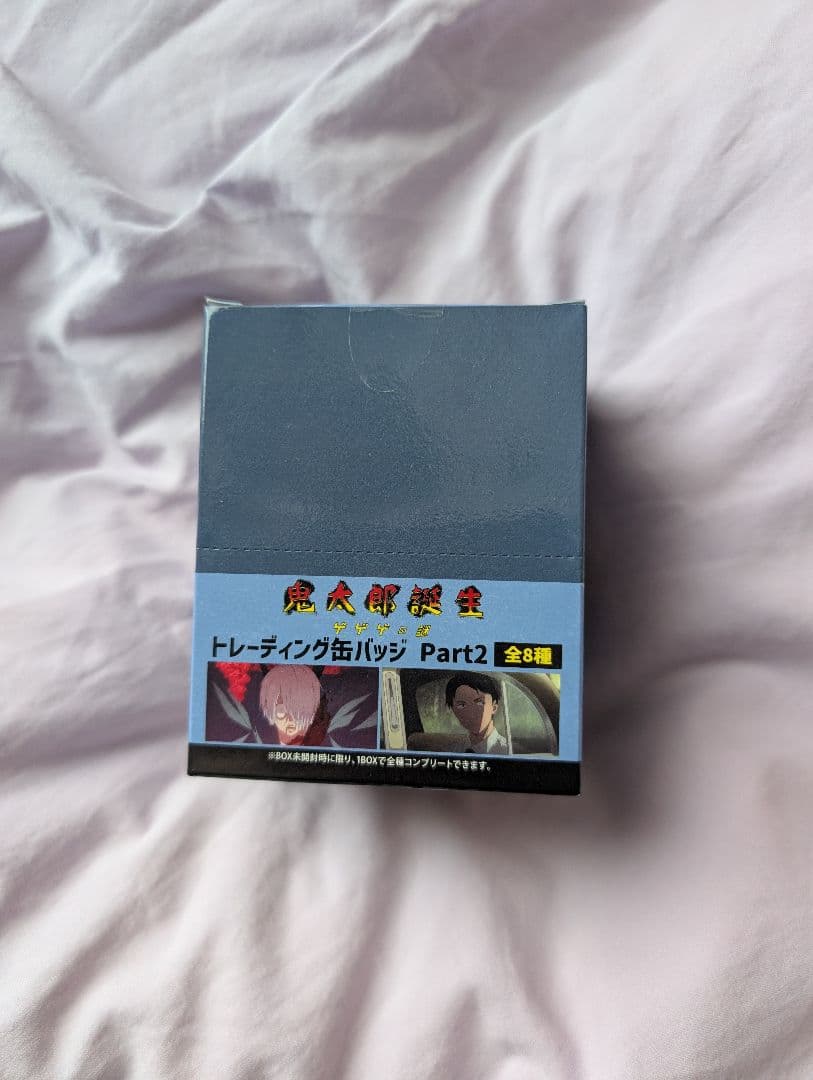 鬼太郎誕生
ゲゲゲの謎
トレーディング缶バッジ Part2 全8種
※BOX未開封時に限り、1BOXで全種コンプリートできます。